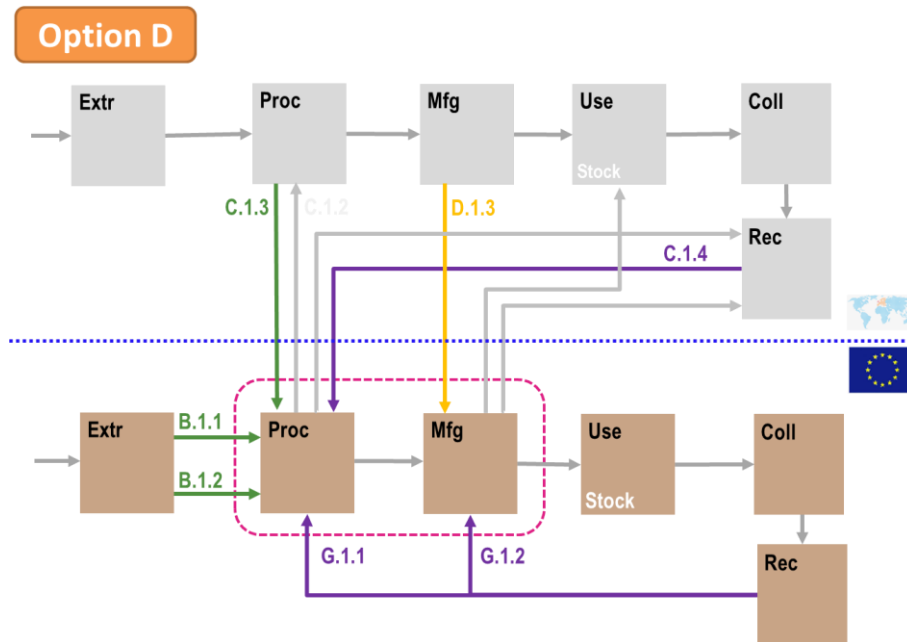 Option D
Extr
Proc
Mfg
Use
Stock
Coll
C.1.3
C.1.2
D.1.3
Rec
C.1.4
Extr
B.1.1
B.1.2
Proc
Mfg
Use
Stock
Coll
G.1.1
G.1.2
Rec